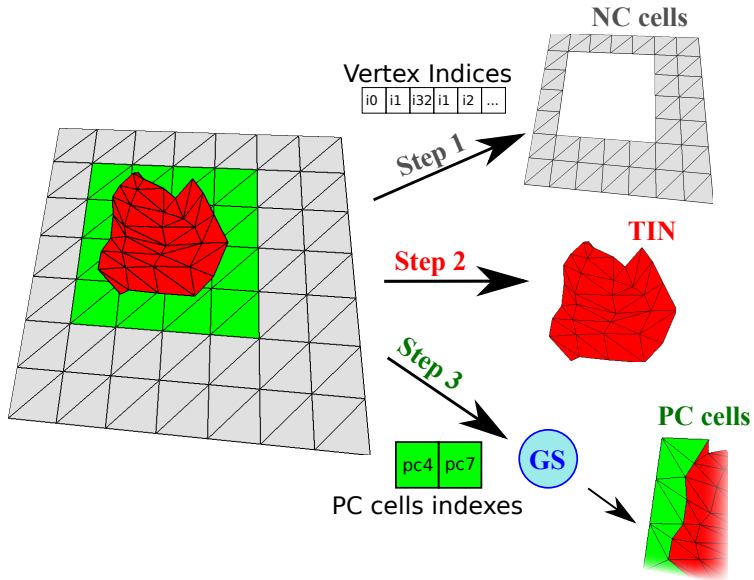 NC cells
Vertex Indices
i0 i1 i32 i1 i2 ...
Step 1
TIN
Step 2
Step 3
PC cells
pc4 pc7
GS
PC cells indexes